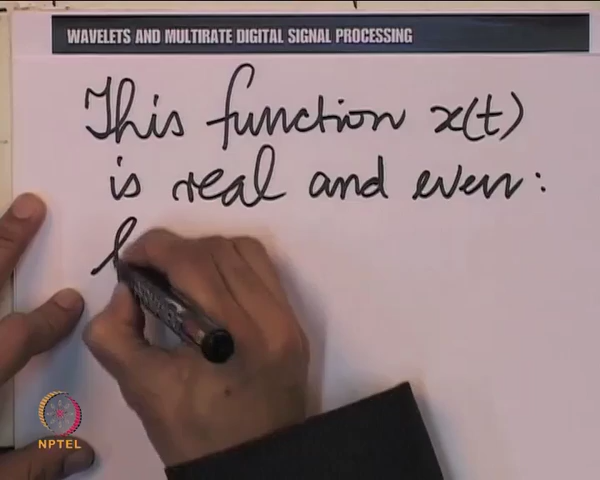 WAVELETS AND MULTIRATE DIGITAL SIGNAL PROCESSING
This function x(t)
is real and even:
NPTEL